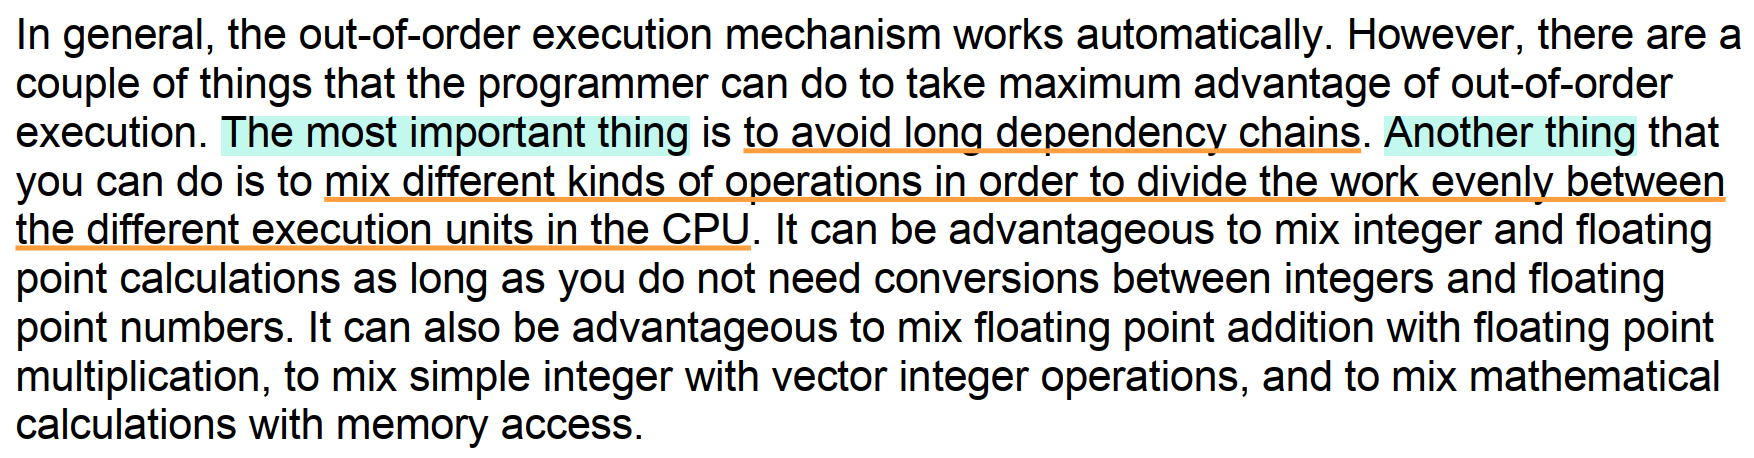 In general, the out-of-order execution mechanism works automatically. However, there are a
couple of things that the programmer can do to take maximum advantage of out-of-order
execution. The most important thing is to avoid long dependency chains. Another thing that
you can do is to mix different kinds of operations in order to divide the work evenly between
the different execution units in the CPU. It can be advantageous to mix integer and floating
point calculations as long as you do not need conversions between integers and floating
point numbers. It can also be advantageous to mix floating point addition with floating point
multiplication, to mix simple integer with vector integer operations, and to mix mathematical
calculations with memory access.